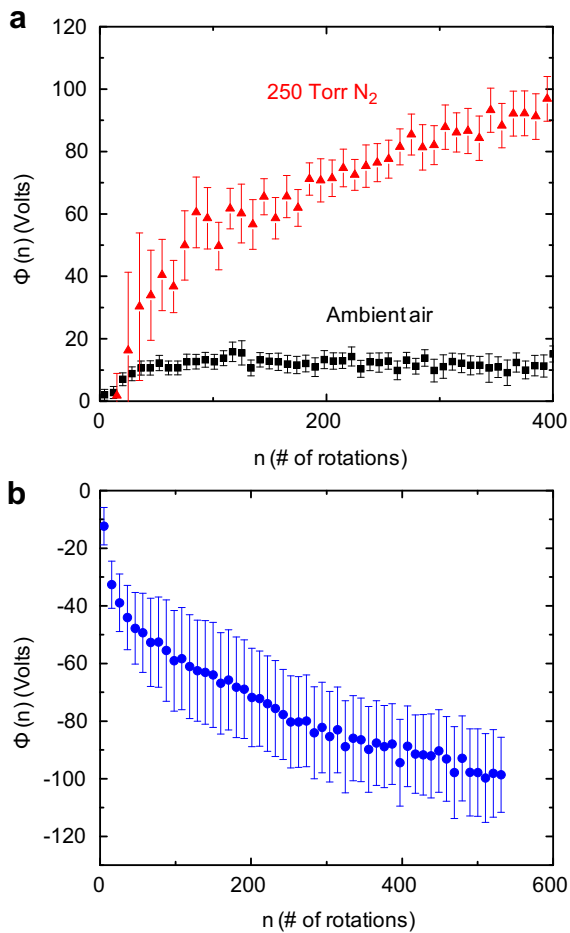 a
120
100
80
60
40
20
0
Φ (n) (Volts)
250 Torr N₂
Ambient air
0
200
400
n (# of rotations)
b
0
-20
-40
-60
-80
-100
-120
Φ (n) (Volts)
0
200
400
600
n (# of rotations)